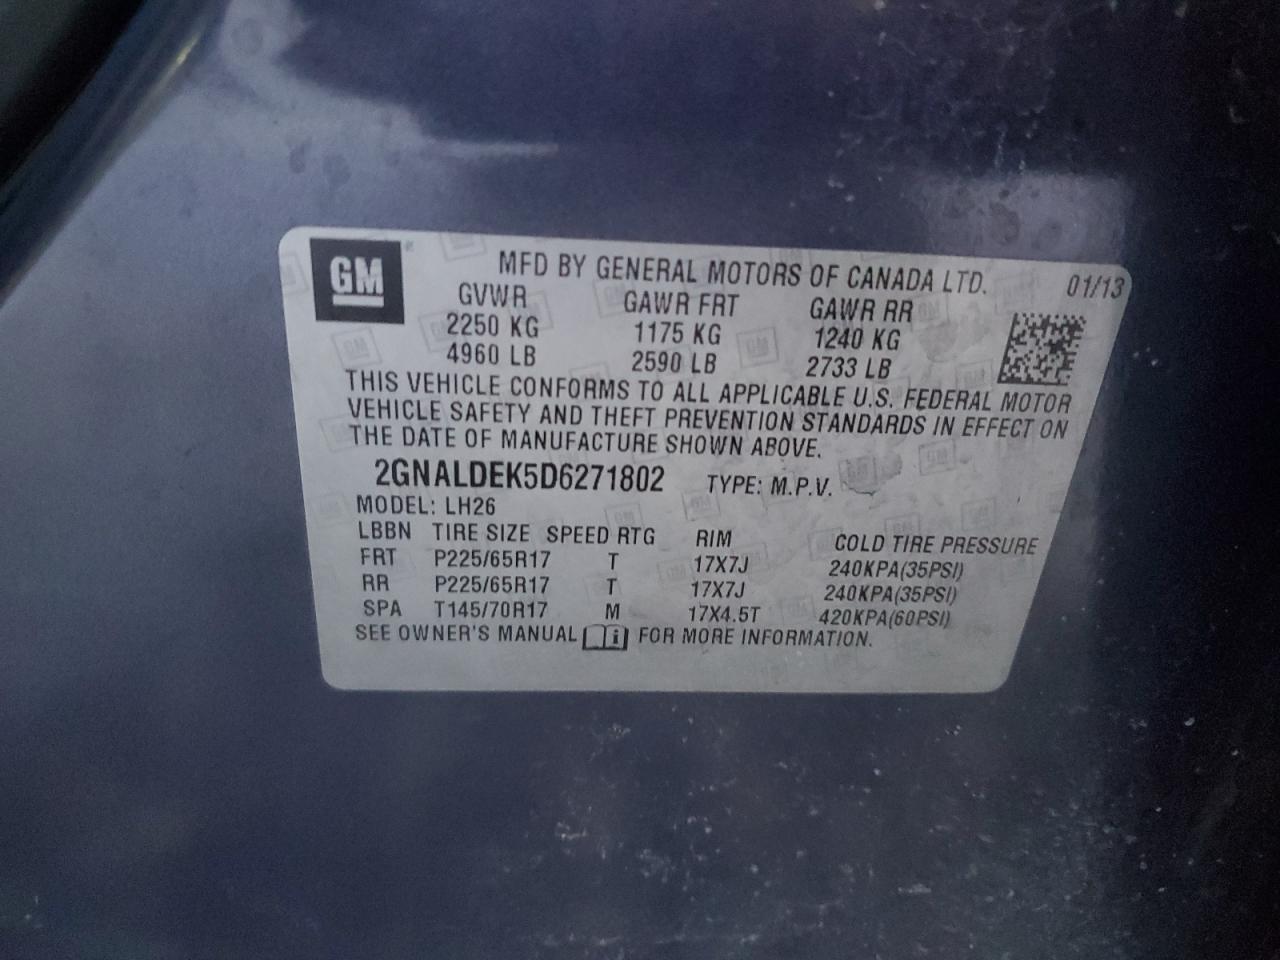 GM
MFD BY GENERAL MOTORS OF CANADA LTD. 01/13
GVWR GAWR FRT GAWR RR
2250 KG 1175 KG 1240 KG
4960 LB 2590 LB 2733 LB
THIS VEHICLE CONFORMS TO ALL APPLICABLE U.S. FEDERAL MOTOR
VEHICLE SAFETY AND THEFT PREVENTION STANDARDS IN EFFECT ON
THE DATE OF MANUFACTURE SHOWN ABOVE.
2GNALDEK5D6271802 TYPE: M.P.V.
MODEL: LH26
LBBN TIRE SIZE SPEED RTG RIM COLD TIRE PRESSURE
FRT P225/65R17 T 17X7J 240KPA(35PSI)
RR P225/65R17 T 17X7J 240KPA(35PSI)
SPA T145/70R17 M 17X4.5T 420KPA(60PSI)
SEE OWNER'S MANUAL i FOR MORE INFORMATION.